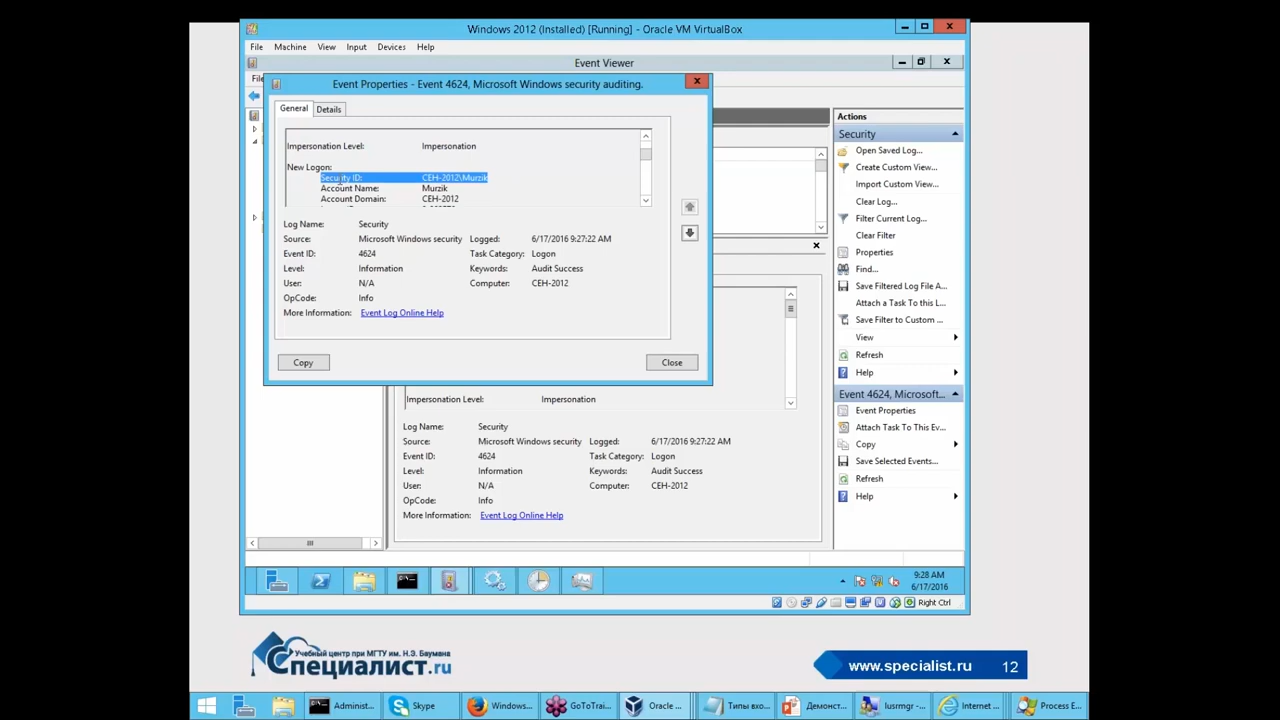 Windows 2012 (Installed) [Running] - Oracle VM VirtualBox
File Machine View Input Devices Help
Event Viewer
Event Properties - Event 4624, Microsoft Windows security auditing.
General Details
Impersonation Level: Impersonation
New Logon:
Security ID: CEH-2012\Murzik
Account Name: Murzik
Account Domain: CEH-2012
Log Name: Security
Source: Microsoft Windows security Logged: 6/17/2016 9:27:22 AM
Event ID: 4624 Task Category: Logon
Level: Information Keywords: Audit Success
User: N/A Computer: CEH-2012
OpCode: Info
More Information: Event Log Online Help
Copy Close
Impersonation Level: Impersonation
Log Name: Security
Source: Microsoft Windows security Logged: 6/17/2016 9:27:22 AM
Event ID: 4624 Task Category: Logon
Level: Information Keywords: Audit Success
User: N/A Computer: CEH-2012
OpCode: Info
More Information: Event Log Online Help
Actions
Security
Open Saved Log...
Create Custom View...
Import Custom View...
Clear Log...
Filter Current Log...
Clear Filter
Properties
Find...
Save Filtered Log File A...
Attach a Task To this L...
Save Filter to Custom ...
View
Refresh
Help
Event 4624, Microsoft...
Event Properties
Attach Task To This Ev...
Copy
Save Selected Events...
Refresh
Help
9:28 AM
6/17/2016
Right Ctrl
Учебный центр при МГТУ им. Н.Э. Баумана
Специалист.ru
www.specialist.ru 12
Administ... Skype Windows... GoToTrai... Oracle ... Типы вхо... Демонст... lusrmgr -... Internet ... Process E...